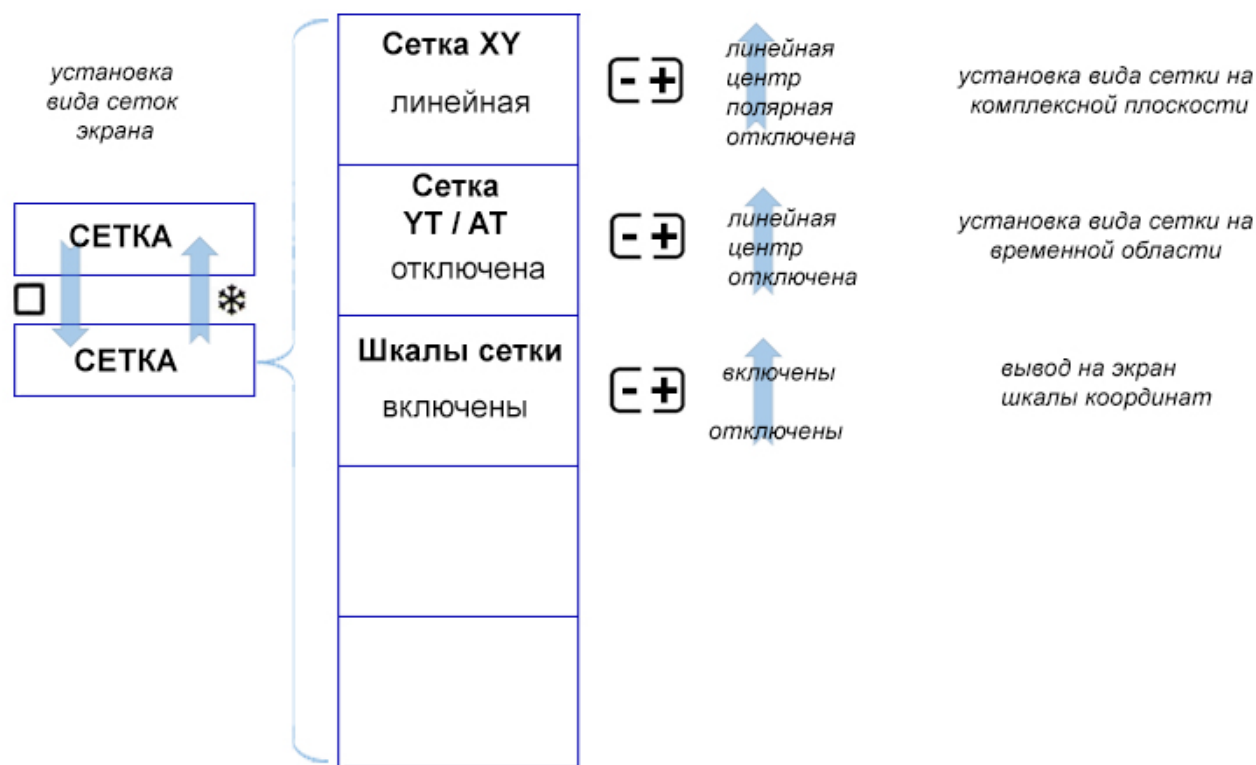 установка
вида сеток
экрана
СЕТКА
СЕТКА
Сетка XY
линейная
- +
линейная
центр
полярная
отключена
установка вида сетки на
комплексной плоскости
Сетка
YT / AT
отключена
- +
линейная
центр
отключена
установка вида сетки на
временной области
Шкалы сетки
включены
- +
включены
отключены
вывод на экран
шкалы координат